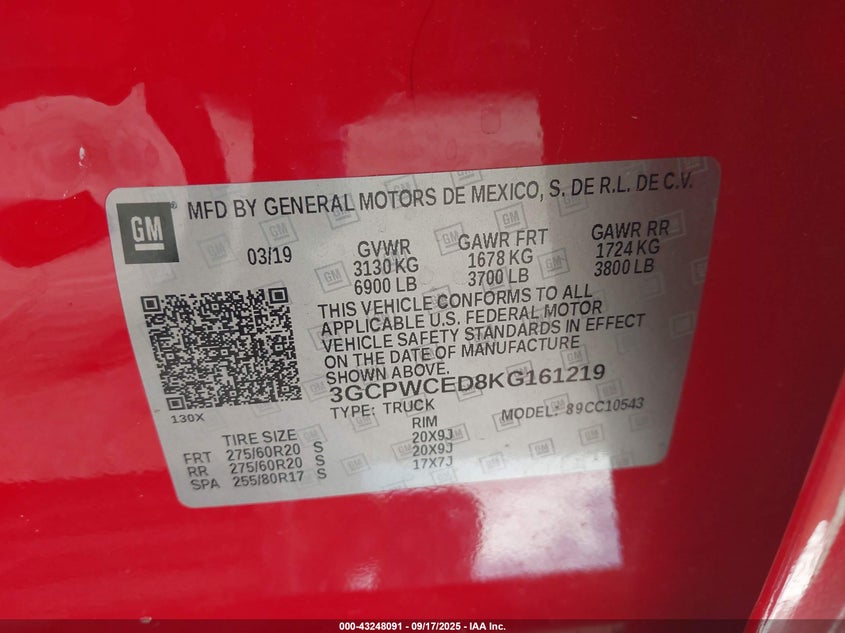 GM
MFD BY GENERAL MOTORS DE MEXICO, S. DE R.L. DE C.V.
03/19 GVWR GAWR FRT GAWR RR
3130 KG 1678 KG 1724 KG
6900 LB 3700 LB 3800 LB
THIS VEHICLE CONFORMS TO ALL
APPLICABLE U.S. FEDERAL MOTOR
VEHICLE SAFETY STANDARDS IN EFFECT
ON THE DATE OF MANUFACTURE
SHOWN ABOVE.
3GCPWCED8KG161219
TYPE: TRUCK MODEL: 89CC10543
130X
TIRE SIZE RIM
FRT 275/60R20 S 20X9J
RR 275/60R20 S 20X9J
SPA 255/80R17 S 17X7J
000-43248091 - 09/17/2025 - IAA Inc.